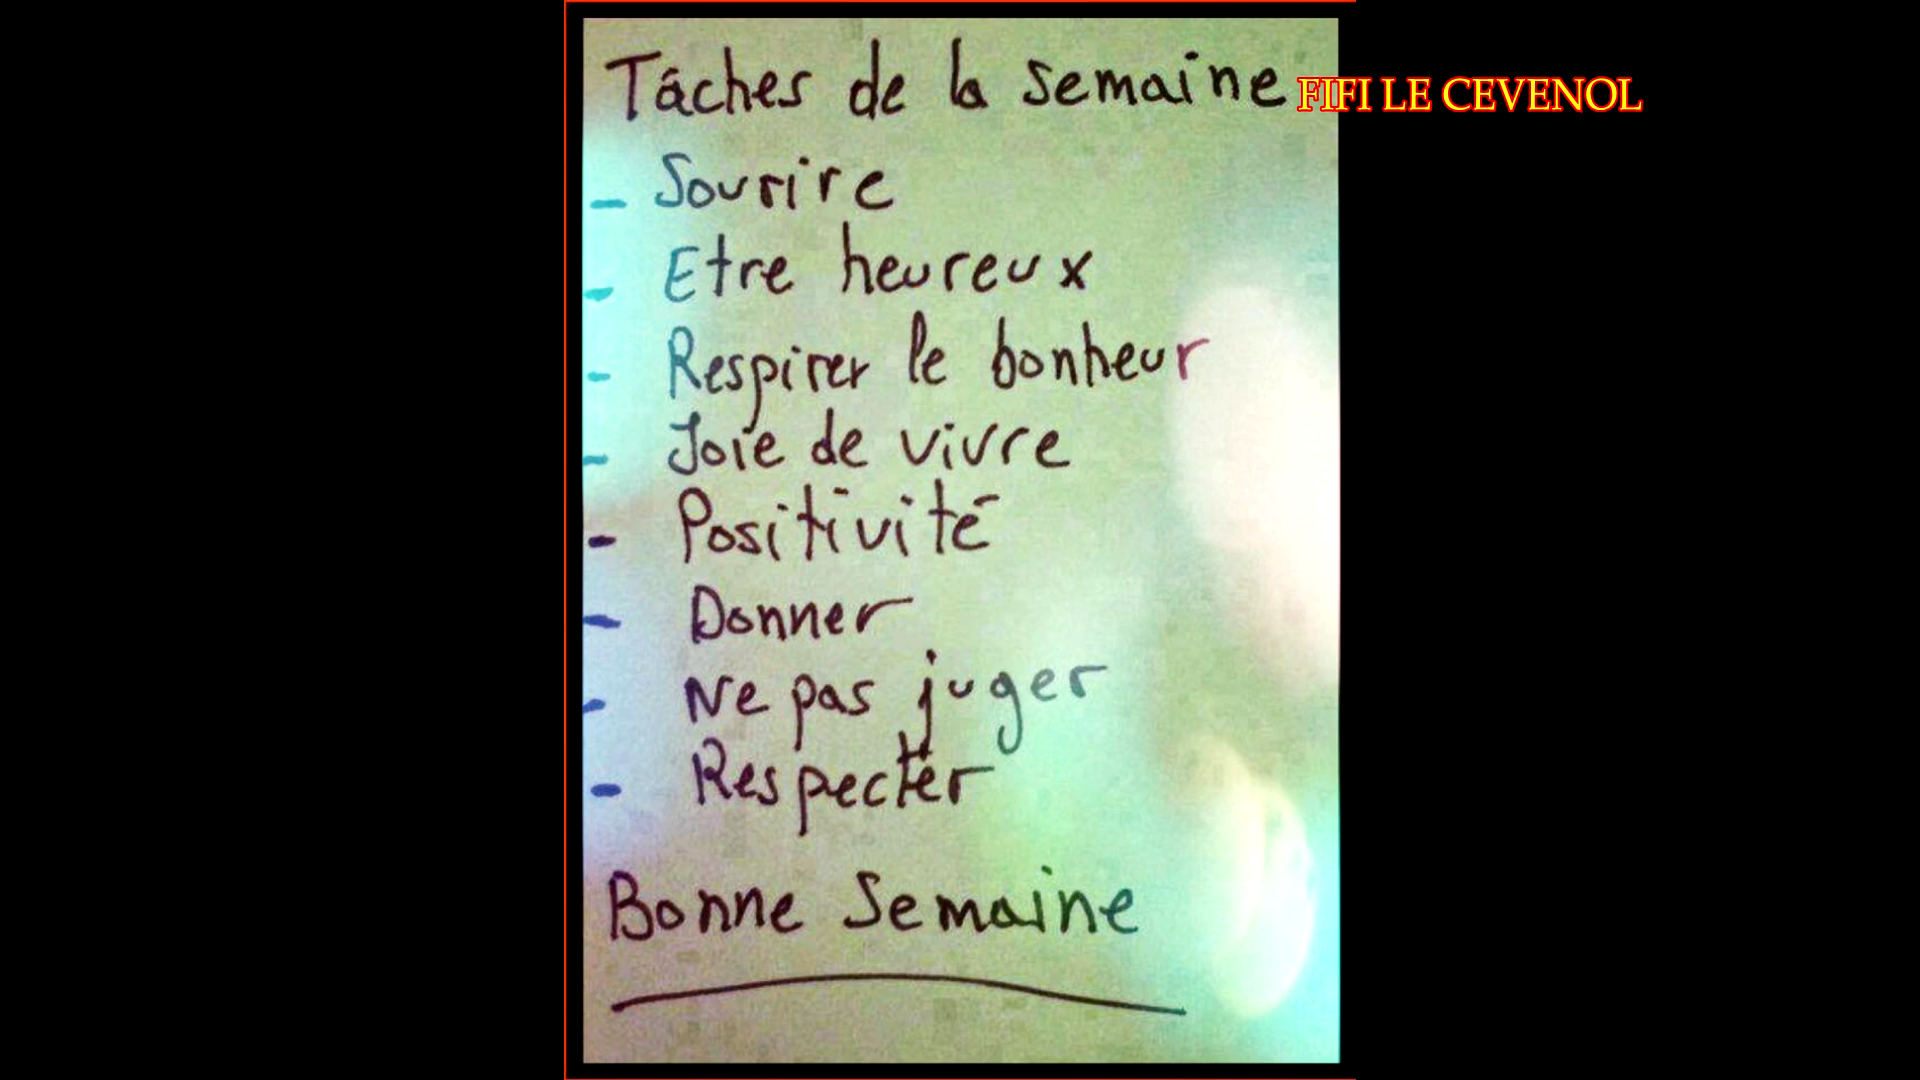 Tâches de la semaine
FIFI LE CEVENOL
- Sourire
- Etre heureux
- Respirer le bonheur
- Joie de vivre
- Positivité
- Donner
- Ne pas juger
- Respecter
Bonne Semaine